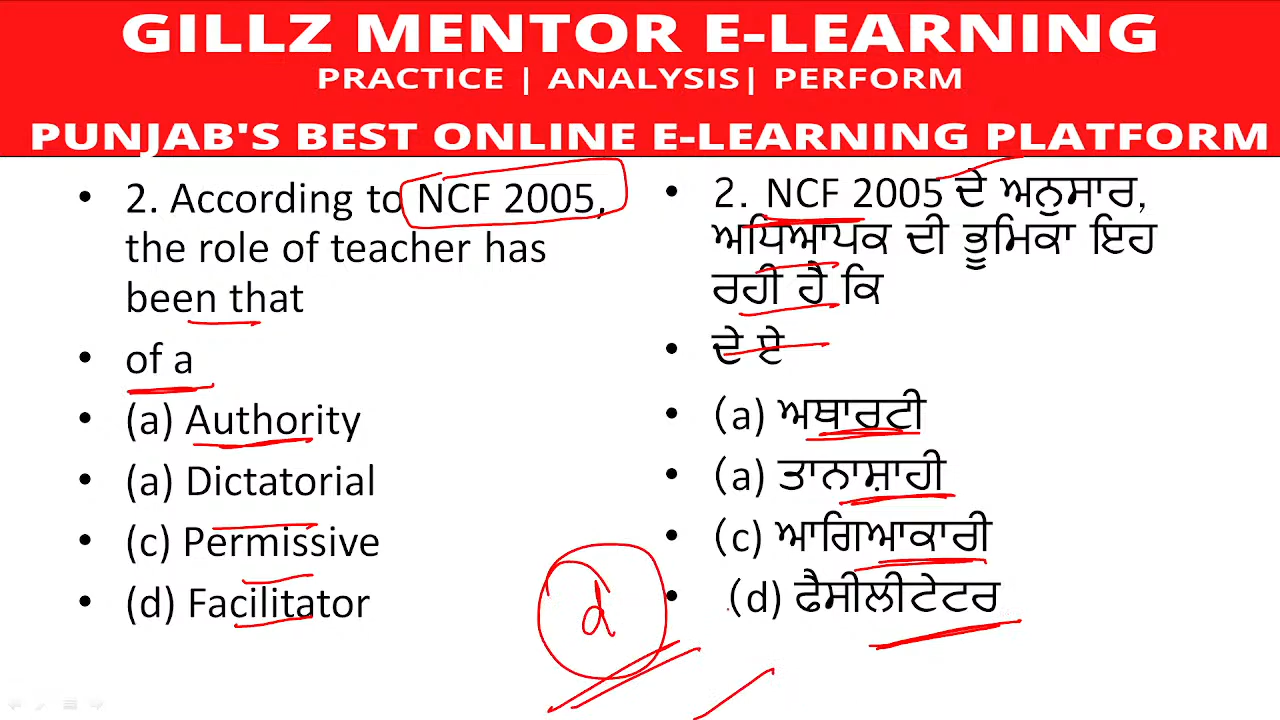 GILLZ MENTOR E-LEARNING
PRACTICE | ANALYSIS| PERFORM
PUNJAB'S BEST ONLINE E-LEARNING PLATFORM
• 2. According to NCF 2005,
the role of teacher has
been that
• of a
• (a) Authority
• (a) Dictatorial
• (c) Permissive
• (d) Facilitator
• 2. NCF 2005 ਦੇ ਅਨੁਸਾਰ,
ਅਧਿਆਪਕ ਦੀ ਭੂਮਿਕਾ ਇਹ
ਰਹੀ ਹੈ ਕਿ
• ਦੇ ਏ
• (a) ਅਥਾਰਟੀ
• (a) ਤਾਨਾਸ਼ਾਹੀ
• (c) ਆਗਿਆਕਾਰੀ
• (d) ਫੈਸੀਲੀਟੇਟਰ
d